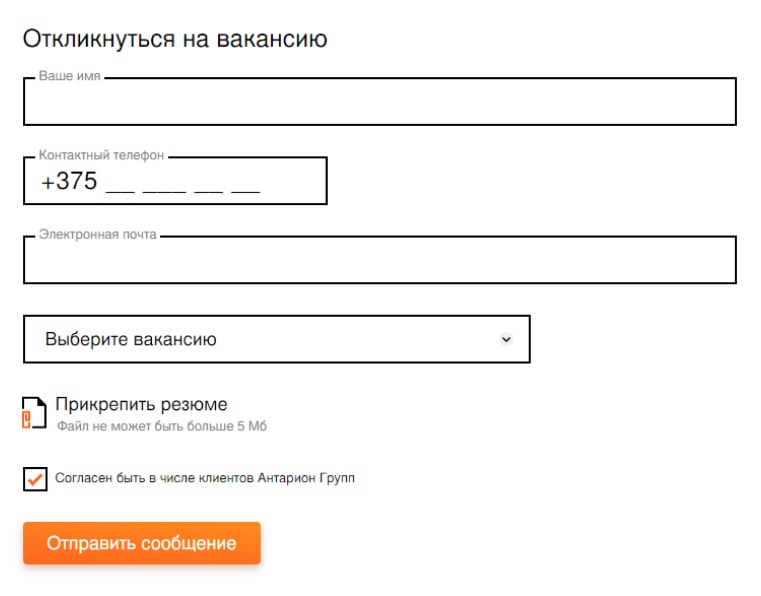 Откликнуться на вакансию
Ваше имя
Контактный телефон
+375 __ ___ __ __
Электронная почта
Выберите вакансию
Прикрепить резюме
Файл не может быть больше 5 Мб
Согласен быть в числе клиентов Антарион Групп
Отправить сообщение